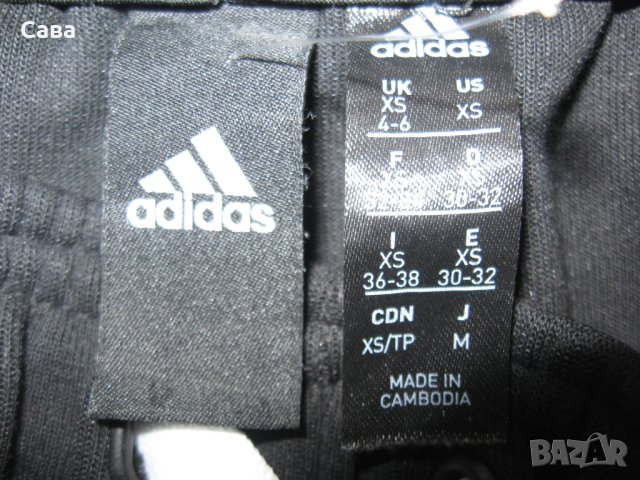 Сава
adidas
adidas
UK US
XS XS
4-6
F D
30-32
I E
XS XS
36-38 30-32
CDN J
XS/TP M
MADE IN
CAMBODIA
BAZAR